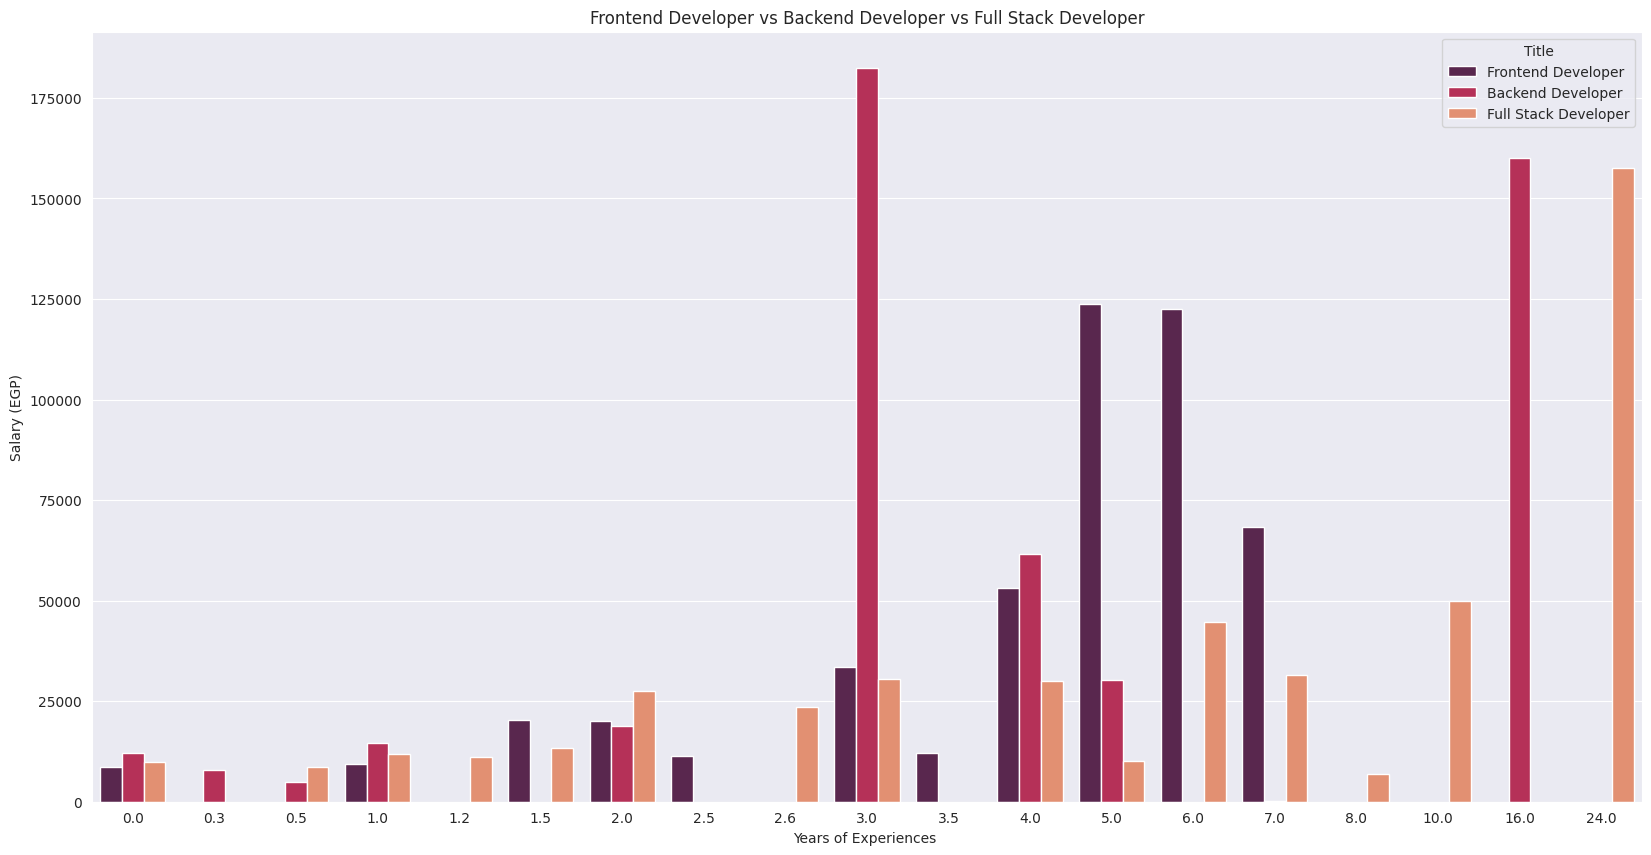 Frontend Developer vs Backend Developer vs Full Stack Developer
Title
Frontend Developer
Backend Developer
Full Stack Developer
175000
150000
125000
100000
75000
50000
25000
0
Salary (EGP)
0.0 0.3 0.5 1.0 1.2 1.5 2.0 2.5 2.6 3.0 3.5 4.0 5.0 6.0 7.0 8.0 10.0 16.0 24.0
Years of Experiences